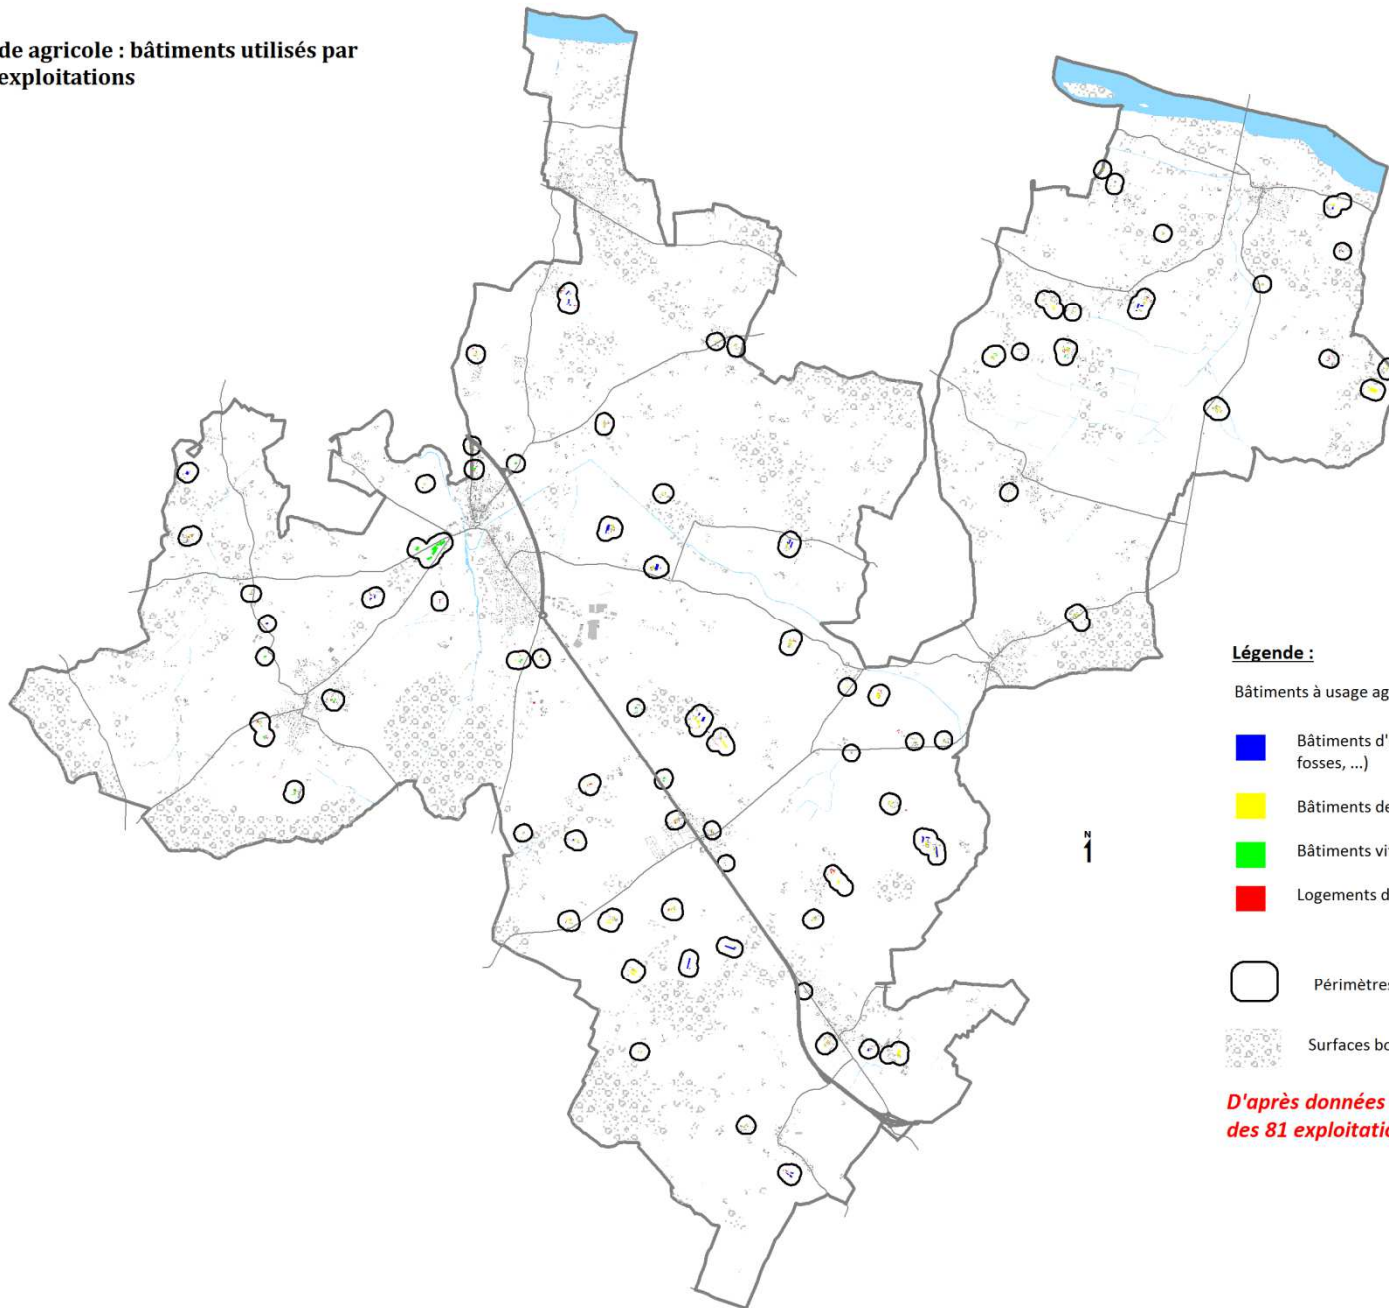 de agricole : bâtiments utilisés par
exploitations
Légende :
Bâtiments à usage ag
Bâtiments d'
fosses, ...)
Bâtiments de
Bâtiments vi
Logements d
N
Périmètres
Surfaces bo
D'après données
des 81 exploitatio